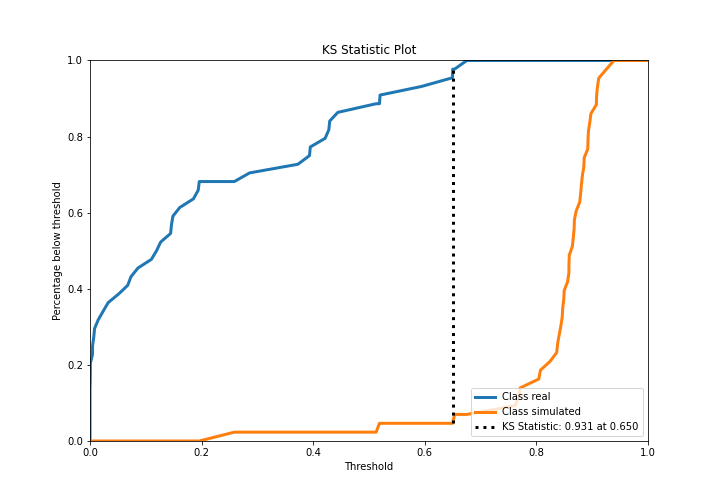 KS Statistic Plot
1.0
0.8
0.6
0.4
0.2
0.0
Percentage below threshold
0.0 0.2 0.4 0.6 0.8 1.0
Threshold
Class real
Class simulated
KS Statistic: 0.931 at 0.650